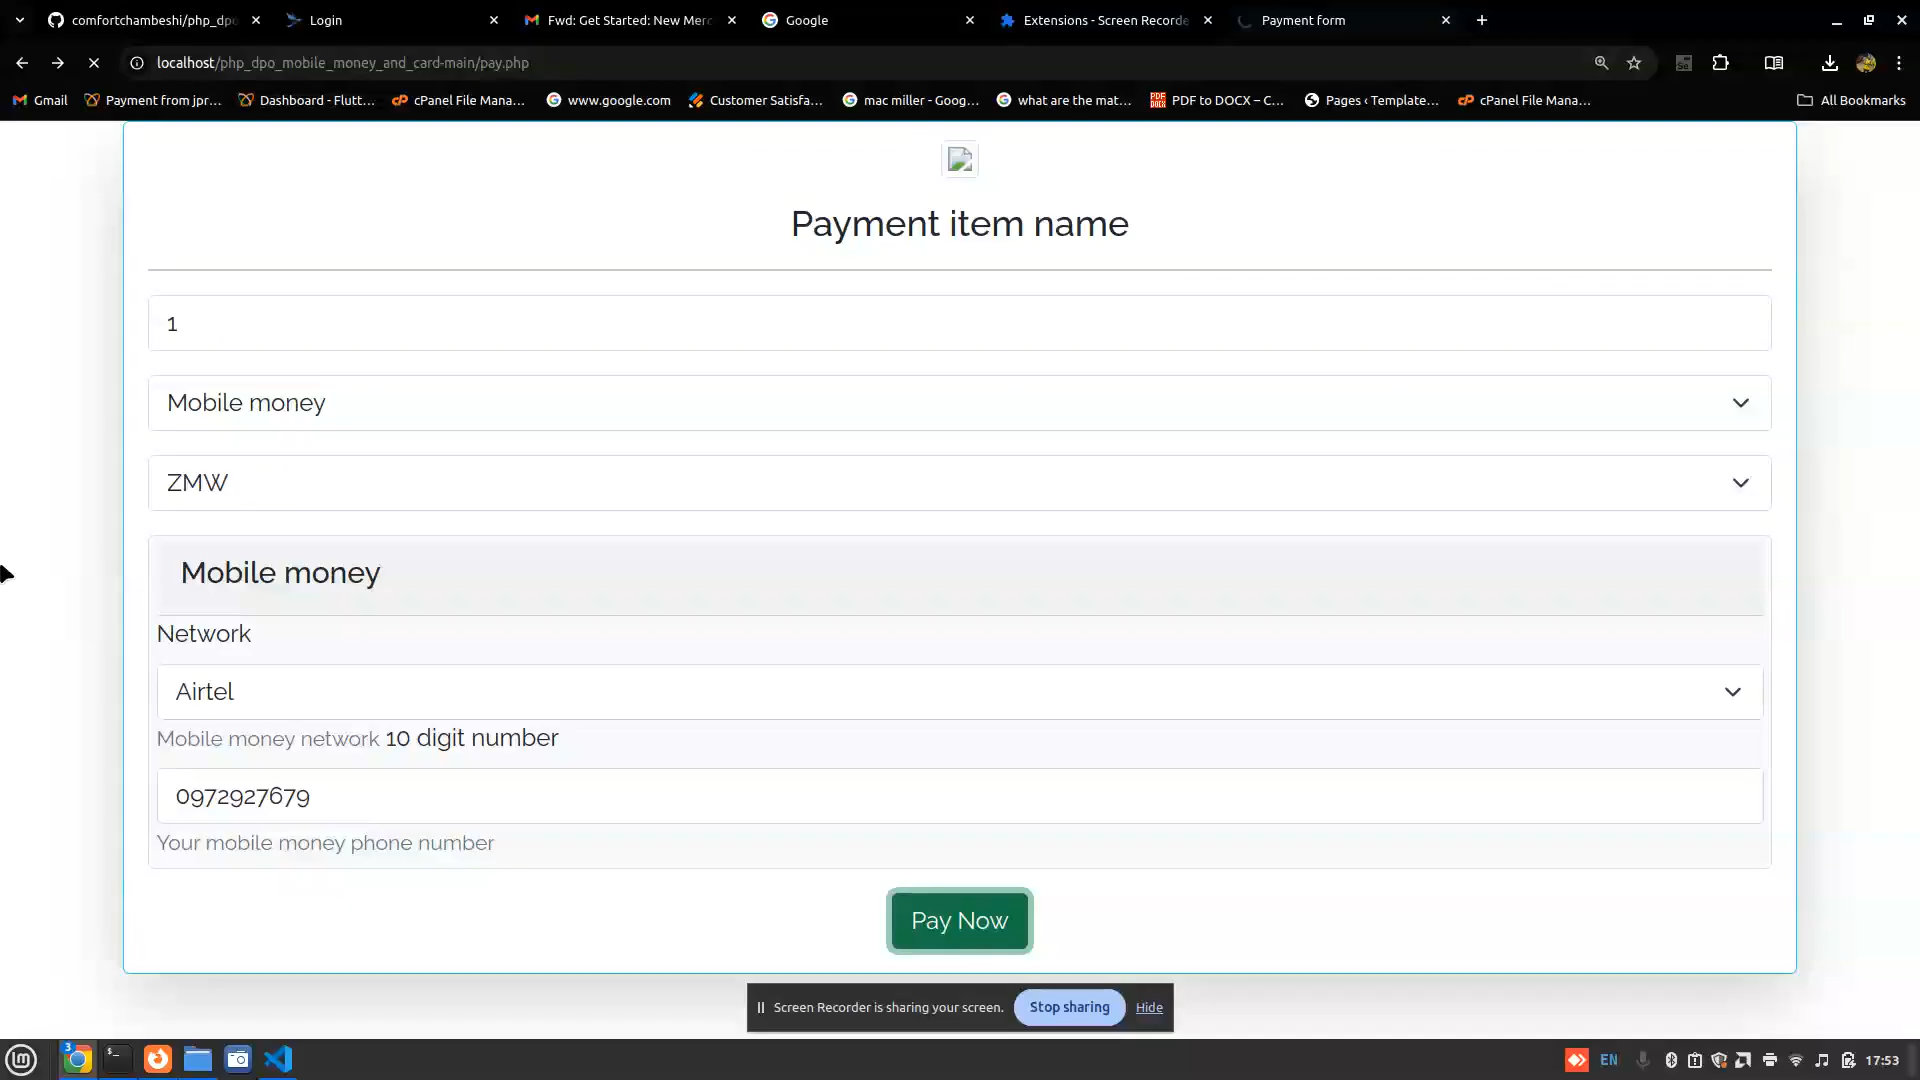 comfortchambeshi/php_dpo
Login
Fwd: Get Started: New Merc
Google
Extensions - Screen Recorde
Payment form
localhost/php_dpo_mobile_money_and_card-main/pay.php
Gmail
Payment from jpr...
Dashboard - Flutt...
cPanel File Mana...
www.google.com
Customer Satisfa...
mac miller - Goog...
what are the mat...
PDF to DOCX – C...
Pages ‹ Template...
cPanel File Mana...
All Bookmarks
Payment item name
1
Mobile money
ZMW
Mobile money
Network
Airtel
Mobile money network 10 digit number
0972927679
Your mobile money phone number
Pay Now
Screen Recorder is sharing your screen. Stop sharing Hide
3
EN
17:53